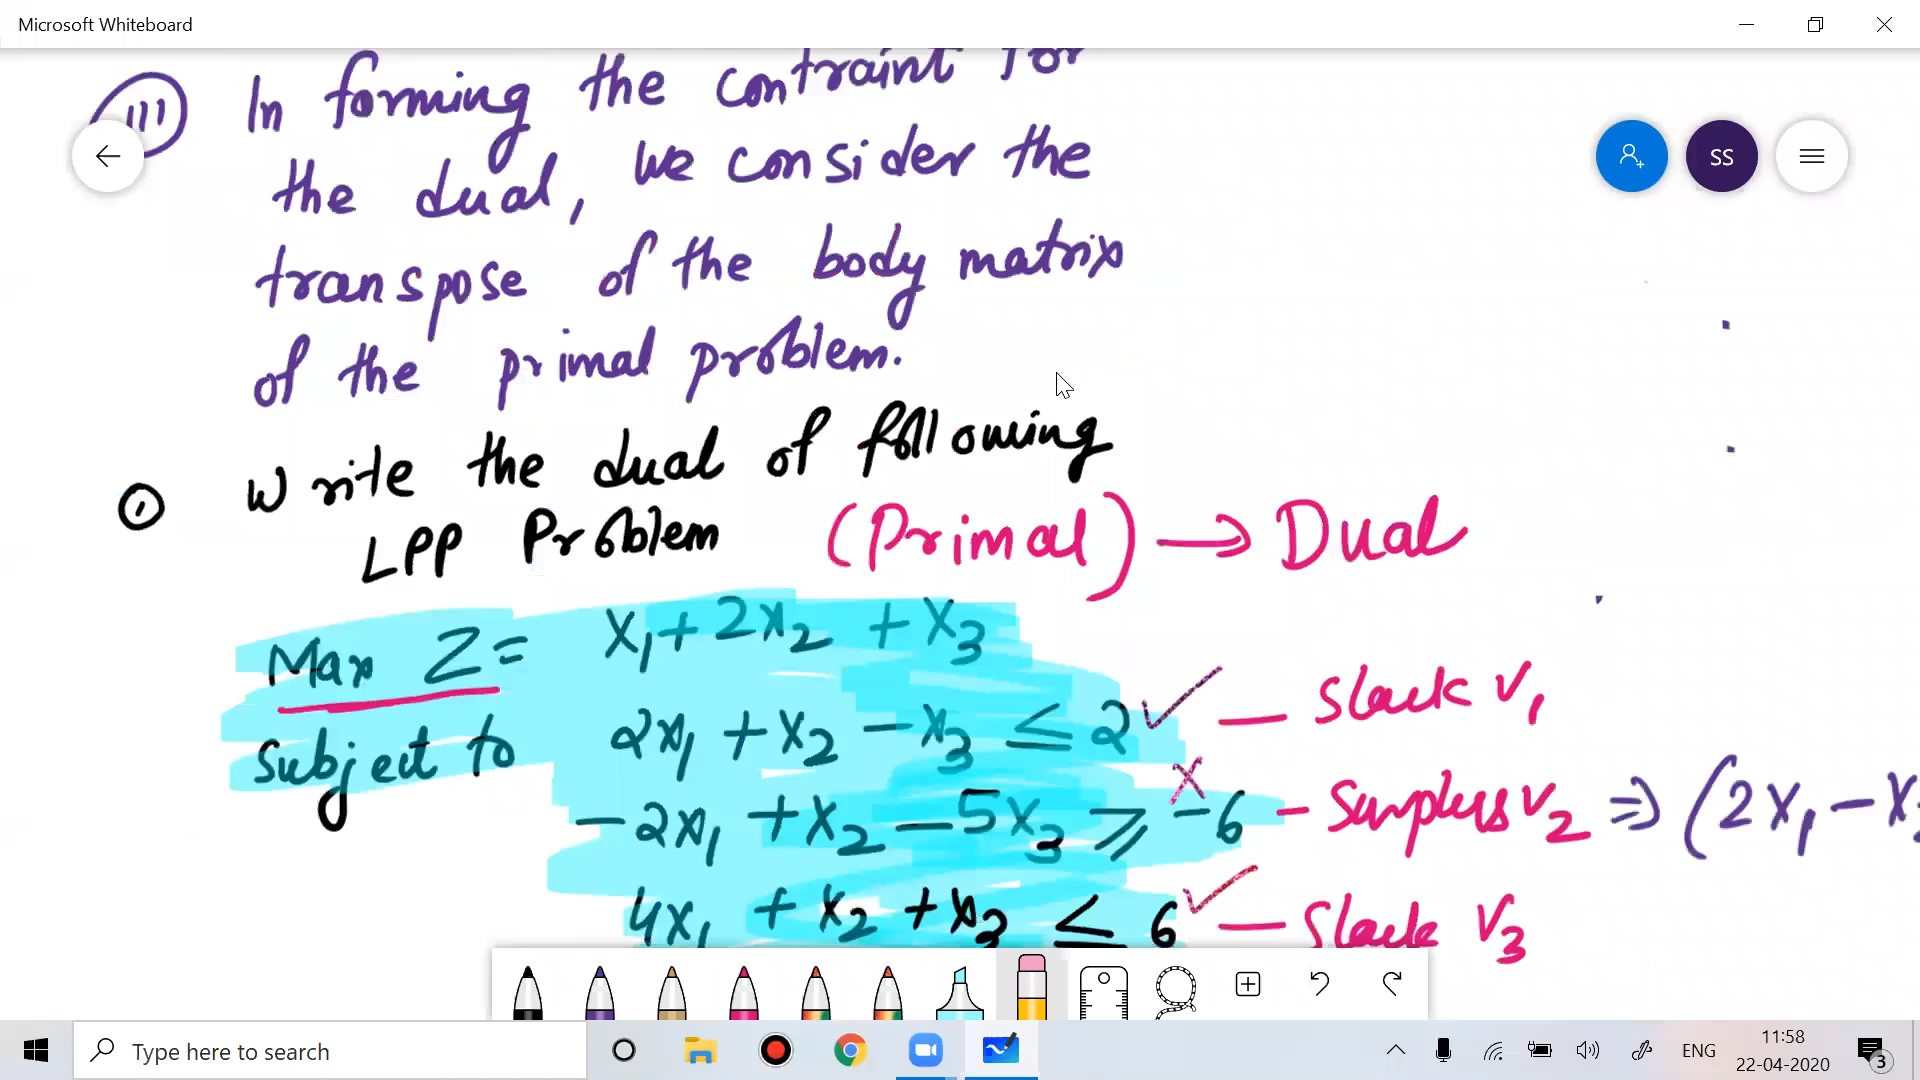 Microsoft Whiteboard
III In forming the contraint for
the dual, we consider the
transpose of the body matrix
of the primal problem.
SS
① Write the dual of following
LPP Problem (Primal) → Dual
Max Z = x₁ + 2x₂ + x₃
Subject to 2x₁ + x₂ - x₃ ≤ 2 ✓ — Slack v₁
-2x₁ + x₂ - 5x₃ ≥ -6 x - Surplus v₂ ⇒ (2x₁ - x
4x₁ + x₂ + x₃ ≤ 6 ✓ — Slack v₃
Type here to search
ENG
11:58
22-04-2020
3